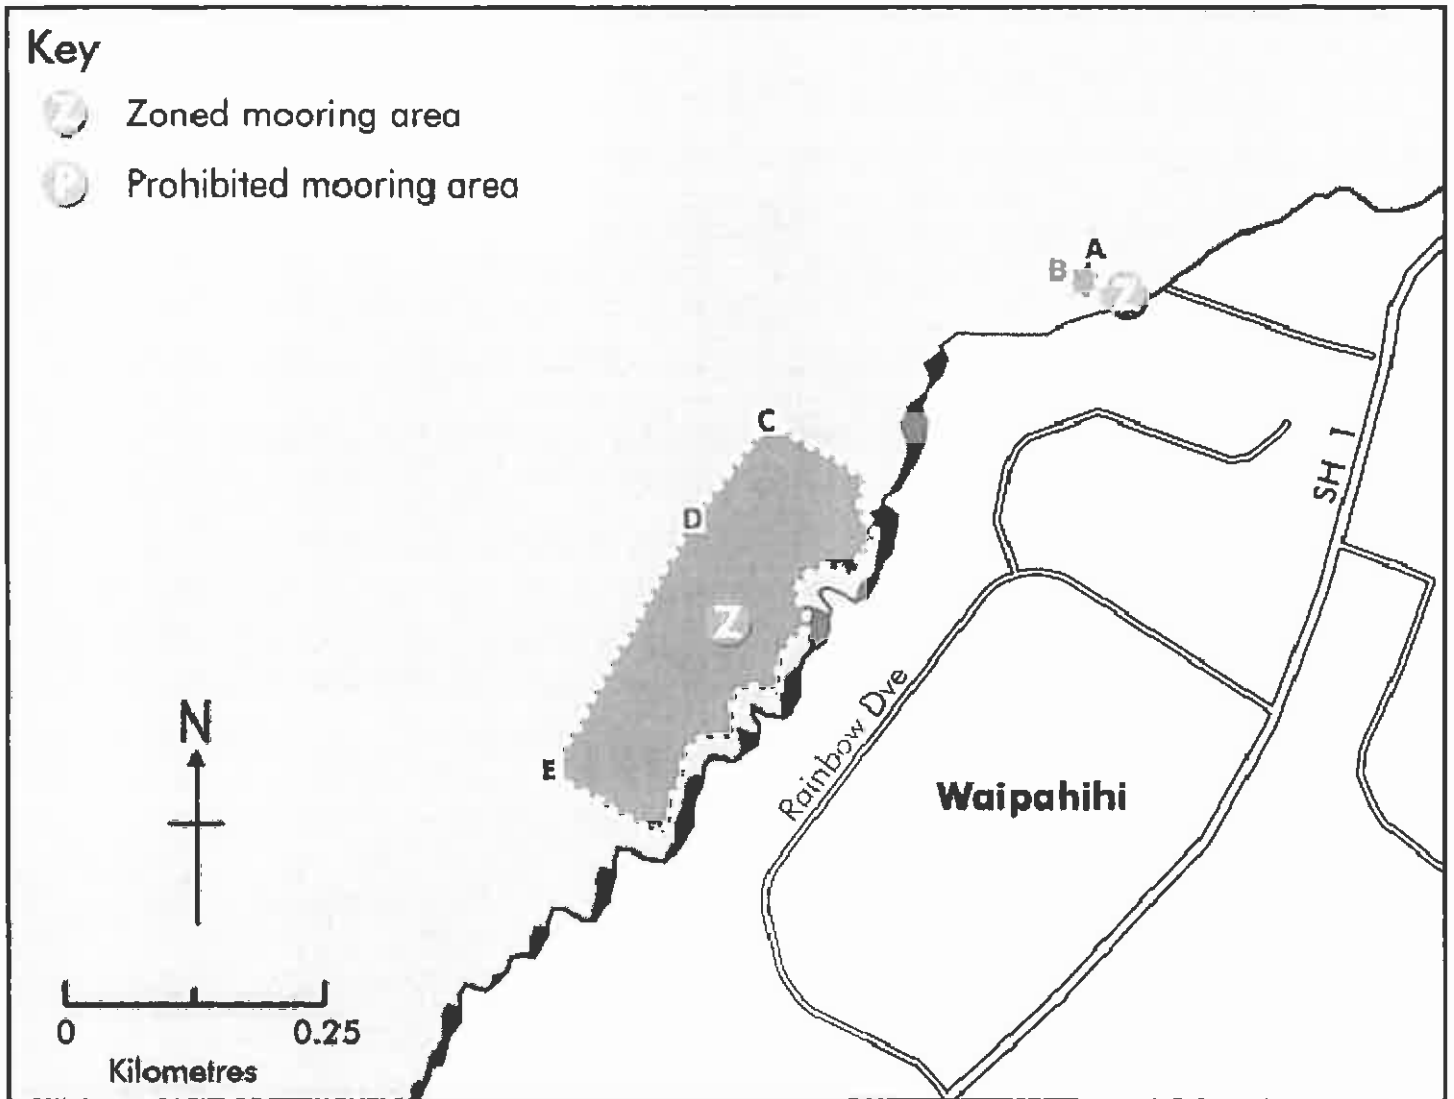 Key
Z Zoned mooring area
P Prohibited mooring area
A
B
Z
C
D
SH 1
Z
Rainbow Dve
N
E
Waipahihi
0 0.25
Kilometres